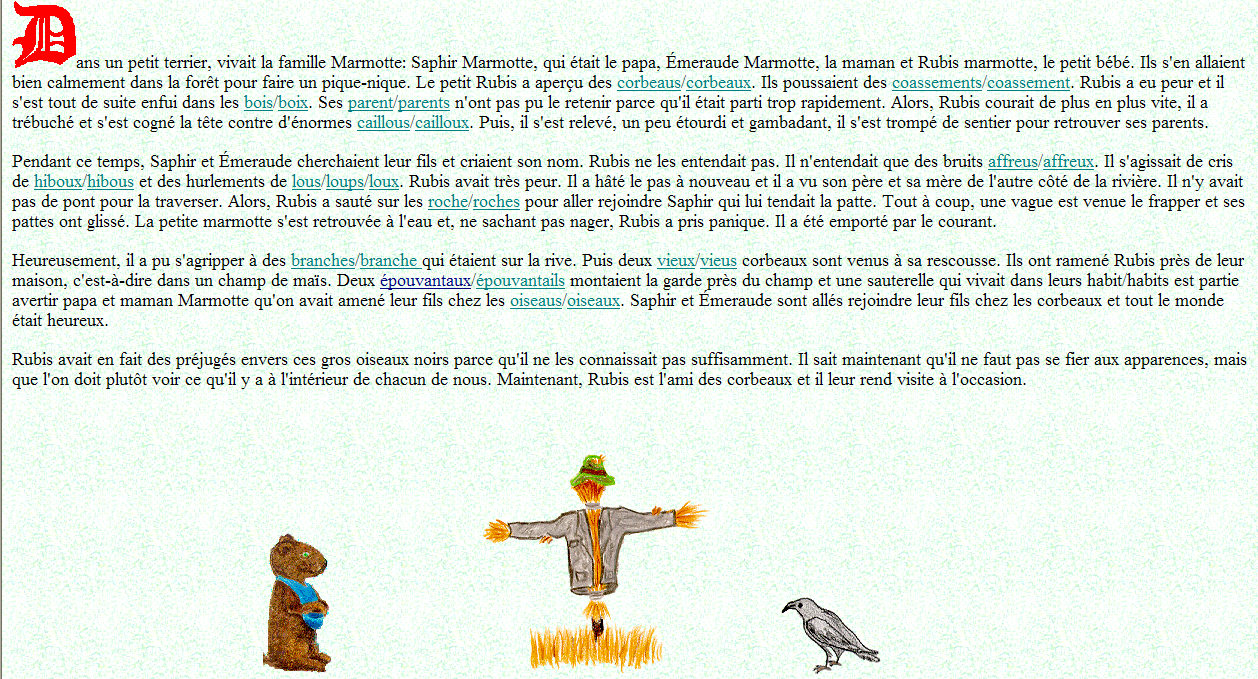 Dans un petit terrier, vivait la famille Marmotte: Saphir Marmotte, qui était le papa, Émeraude Marmotte, la maman et Rubis marmotte, le petit bébé. Ils s'en allaient
bien calmement dans la forêt pour faire un pique-nique. Le petit Rubis a aperçu des corbeaus/corbeaux. Ils poussaient des coassements/coassement. Rubis a eu peur et il
s'est tout de suite enfui dans les bois/boix. Ses parent/parents n'ont pas pu le retenir parce qu'il était parti trop rapidement. Alors, Rubis courait de plus en plus vite, il a
trébuché et s'est cogné la tête contre d'énormes caillous/cailloux. Puis, il s'est relevé, un peu étourdi et gambadant, il s'est trompé de sentier pour retrouver ses parents.
Pendant ce temps, Saphir et Émeraude cherchaient leur fils et criaient son nom. Rubis ne les entendait pas. Il n'entendait que des bruits affreus/affreux. Il s'agissait de cris
de hiboux/hibous et des hurlements de lous/loups/loux. Rubis avait très peur. Il a hâté le pas à nouveau et il a vu son père et sa mère de l'autre côté de la rivière. Il n'y avait
pas de pont pour la traverser. Alors, Rubis a sauté sur les roche/roches pour aller rejoindre Saphir qui lui tendait la patte. Tout à coup, une vague est venue le frapper et ses
pattes ont glissé. La petite marmotte s'est retrouvée à l'eau et, ne sachant pas nager, Rubis a pris panique. Il a été emporté par le courant.
Heureusement, il a pu s'agripper à des branches/branche qui étaient sur la rive. Puis deux vieux/vieus corbeaux sont venus à sa rescousse. Ils ont ramené Rubis près de leur
maison, c'est-à-dire dans un champ de maïs. Deux épouvantaux/épouvantails montaient la garde près du champ et une sauterelle qui vivait dans leurs habit/habits est partie
avertir papa et maman Marmotte qu'on avait amené leur fils chez les oiseaus/oiseaux. Saphir et Émeraude sont allés rejoindre leur fils chez les corbeaux et tout le monde
était heureux.
Rubis avait en fait des préjugés envers ces gros oiseaux noirs parce qu'il ne les connaissait pas suffisamment. Il sait maintenant qu'il ne faut pas se fier aux apparences, mais
que l'on doit plutôt voir ce qu'il y a à l'intérieur de chacun de nous. Maintenant, Rubis est l'ami des corbeaux et il leur rend visite à l'occasion.